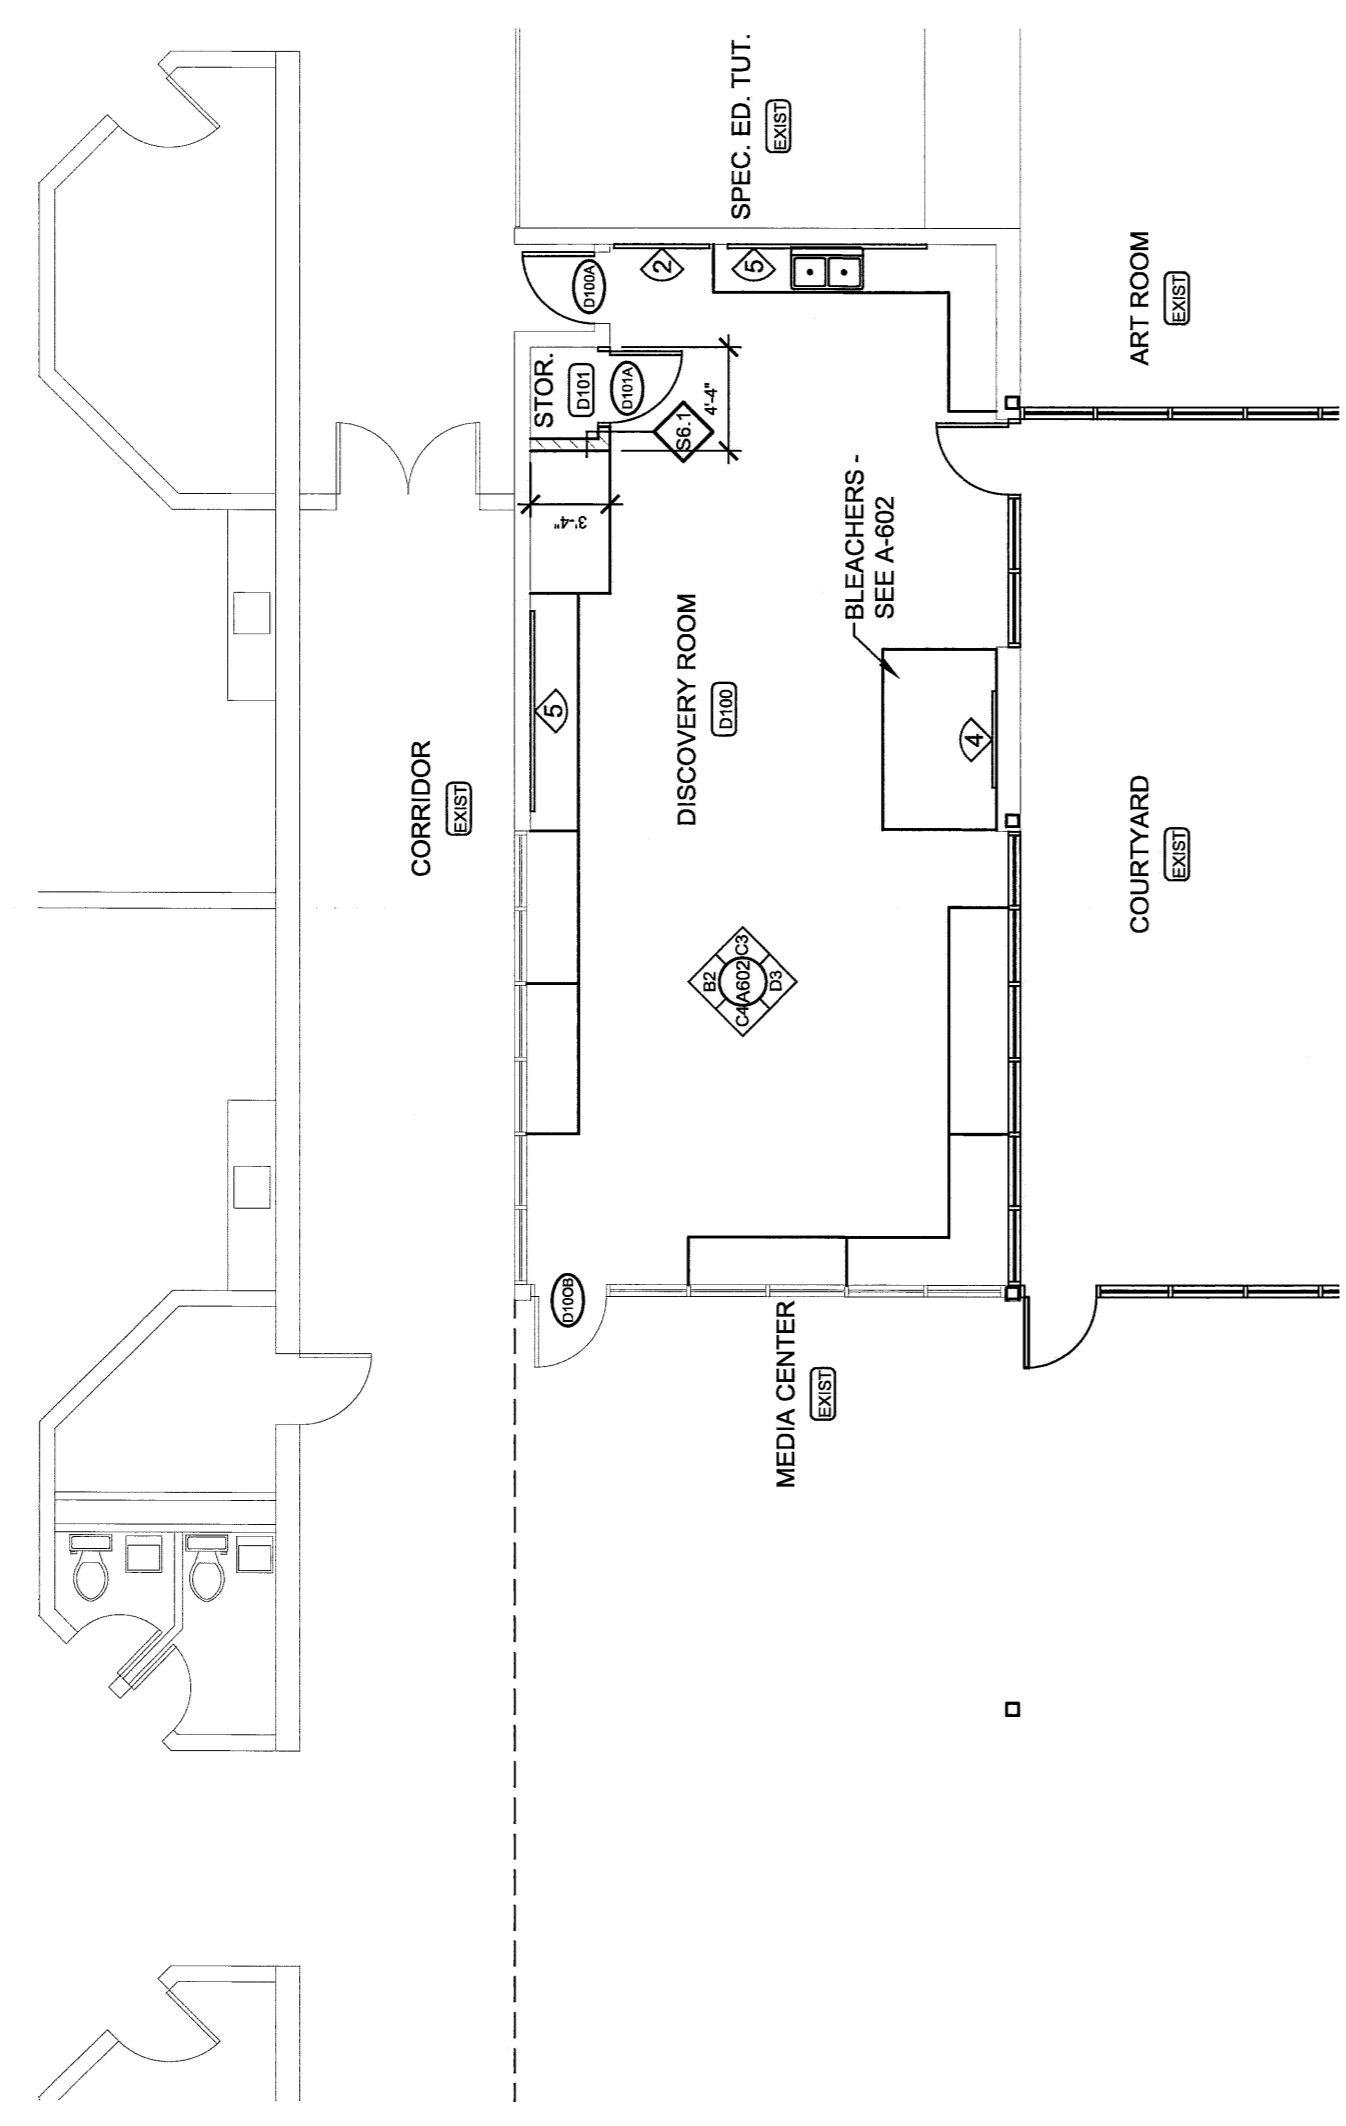 SPEC. ED. TUT.
EXIST
2
5
D100A
ART ROOM
EXIST
STOR.
D101
D101A
S6.1
4'-4"
3'-4"
BLEACHERS -
SEE A-602
DISCOVERY ROOM
D100
5
4
CORRIDOR
EXIST
COURTYARD
EXIST
B2
C3
A602
C4
D3
D100B
MEDIA CENTER
EXIST